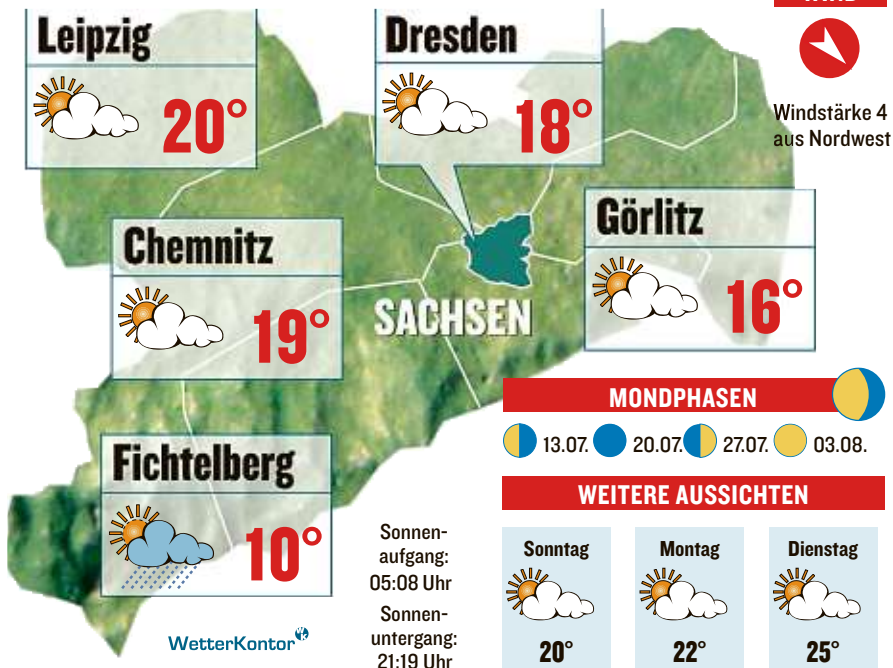 Leipzig
20°
Dresden
18°
Windstärke 4
aus Nordwest
Chemnitz
19°
Görlitz
16°
SACHSEN
Fichtelberg
10°
MONDPHASEN
13.07. 20.07. 27.07. 03.08.
WEITERE AUSSICHTEN
Sonntag
20°
Montag
22°
Dienstag
25°
Sonnen-
aufgang:
05:08 Uhr
Sonnen-
untergang:
21:19 Uhr
WetterKontor